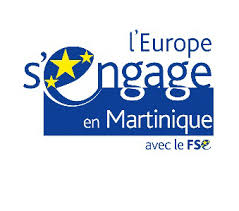 l'Europe
s'engage
en Martinique
avec le FSe